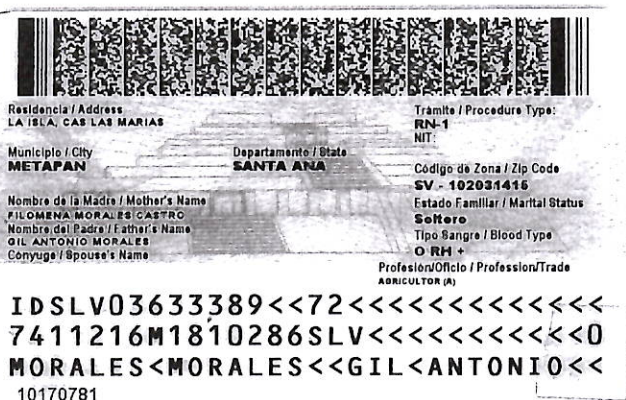 Residencia / Address
LA ISLA, CAS LAS MARIAS
Trámite / Procedure Type:
RN-1
NIT:
Municipio / City
METAPAN
Departamento / State
SANTA ANA
Código de Zona / Zip Code
SV - 102031415
Nombre de la Madre / Mother's Name
FILOMENA MORALES CASTRO
Estado Familiar / Marital Status
Soltero
Nombre del Padre / Father's Name
GIL ANTONIO MORALES
Tipo Sangre / Blood Type
O RH +
Cónyuge / Spouse's Name
Profesión/Oficio / Profession/Trade
AGRICULTOR (A)
IDSLV03633389<<72<<<<<<<<<<<<<
7411216M1810286SLV<<<<<<<<<<<0
MORALES<MORALES<<GIL<ANTONIO<<
10170781